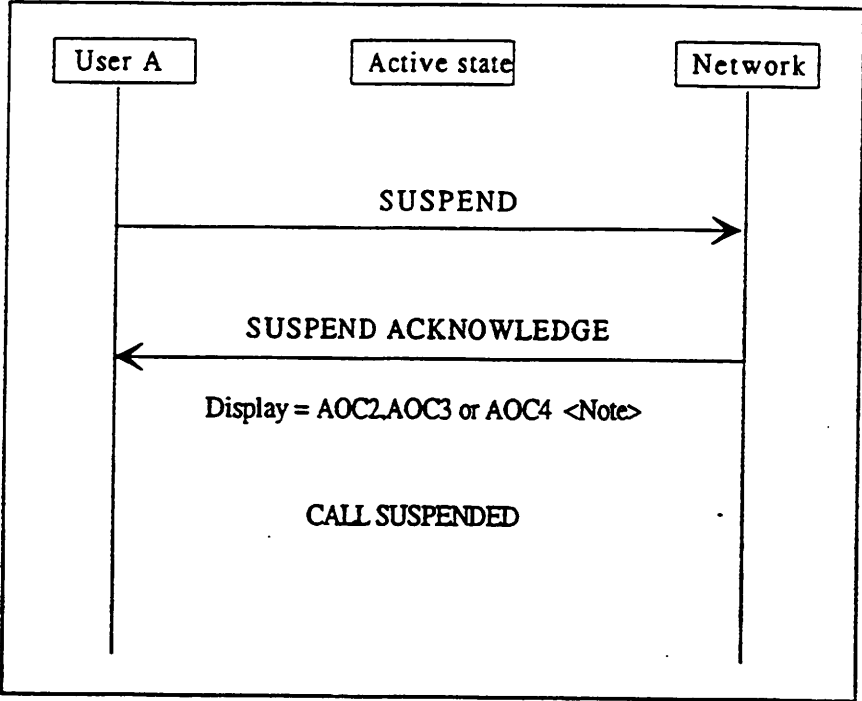 User A Active state Network
SUSPEND
SUSPEND ACKNOWLEDGE
Display = AOC2,AOC3 or AOC4 <Note>
CALL SUSPENDED